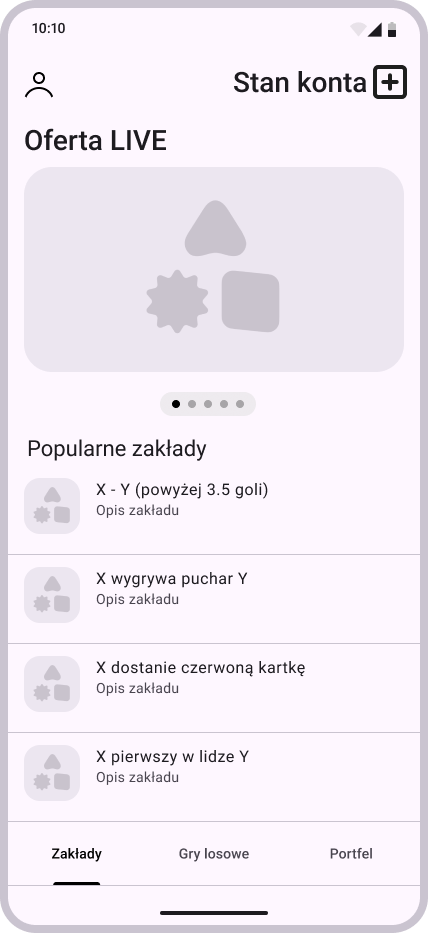 10:10
Stan konta
Oferta LIVE
Popularne zakłady
X - Y (powyżej 3.5 goli)
Opis zakładu
X wygrywa puchar Y
Opis zakładu
X dostanie czerwoną kartkę
Opis zakładu
X pierwszy w lidze Y
Opis zakładu
Zakłady Gry losowe Portfel